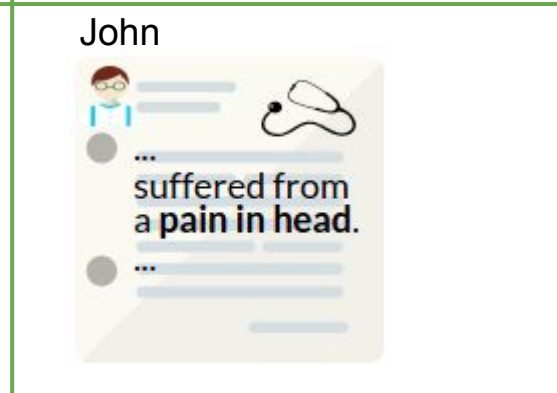 John
...
suffered from
a pain in head.
...